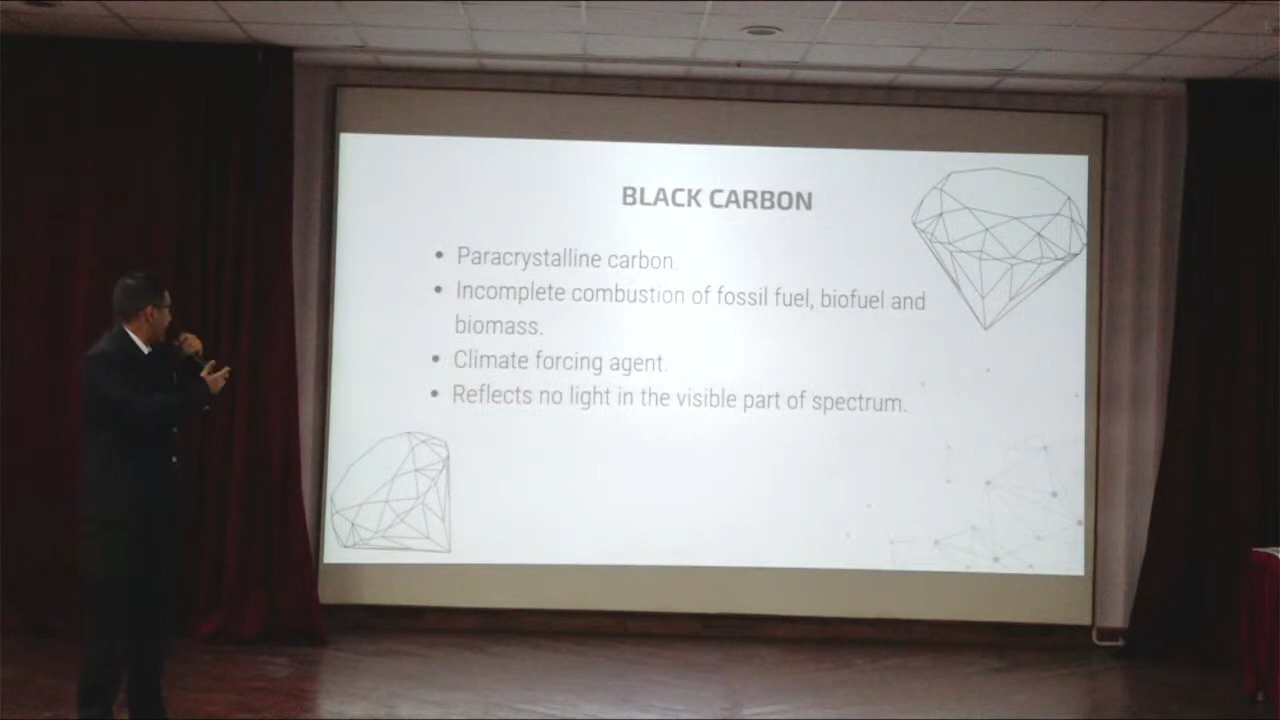 BLACK CARBON
• Paracrystalline carbon.
• Incomplete combustion of fossil fuel, biofuel and
biomass.
• Climate forcing agent.
• Reflects no light in the visible part of spectrum.